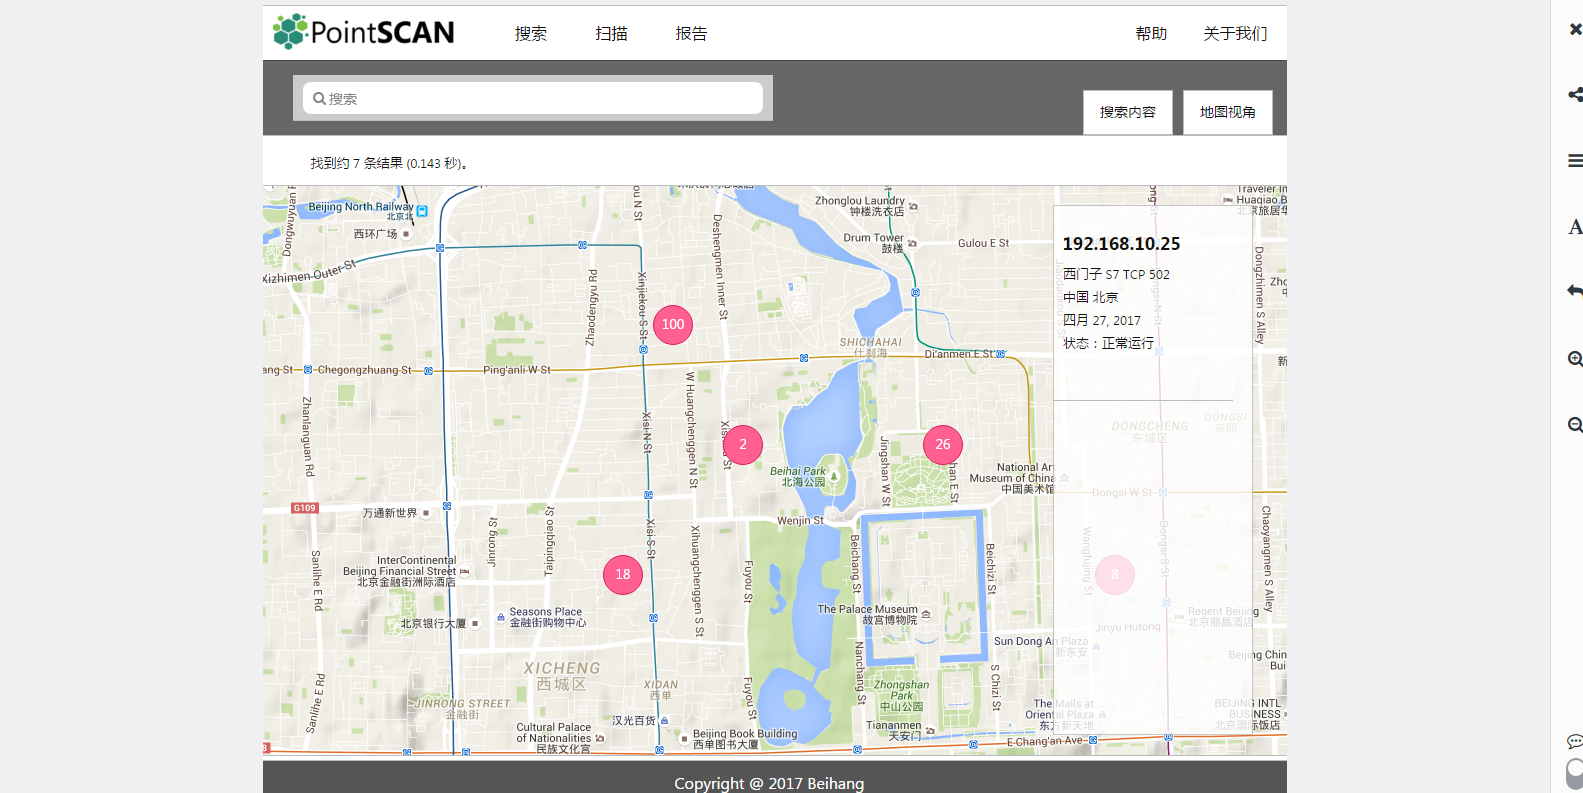 PointSCAN
搜索
扫描
报告
帮助
关于我们
搜索
搜索内容
地图视角
找到约 7 条结果 (0.143 秒)。
Beijing North Railway
北京北
西环广场
Xizhimen Outer St
Deshengmen Inner St
Zhaodengyu Rd
Xinjiekou S St
Zhonglou Laundry
钟楼洗衣店
Drum Tower
鼓楼
Gulou E St
Traveler In
Huaqiao B
北京旅居华
192.168.10.25
西门子 S7 TCP 502
中国 北京
四月 27, 2017
状态：正常运行
Dongzhimen S Alley
100
SHICHAHAI
什刹海
Di'anmen E St
Chegongzhuang St
Ping'anli W St
Zhanlanguan Rd
W Huangchenggen N St
Xisi N St
2
26
Jingshan W St
Beihai Park
北海公园
DONGCHENG
东城区
DONGSI
东四
National Art
Museum of China
中国美术馆
Dongsi W St
G109
万通新世界
Wenjin St
Jinrong St
Taipingqiao St
Xisi S St
Xihuangchenggen S St
Sanlihe E Rd
InterContinental
Beijing Financial Street
北京金融街洲际酒店
18
8
Fuyou St
Beichang St
Beichizi St
Wangfujing St
Chaoyangmen S Alley
Seasons Place
金融街购物中心
北京银行大厦
The Palace Museum
故宫博物院
Regent Beijing
北京丽晶酒店
Jinyu Hutong
Sun Dong An Plaza
新东安
Beijing Chin
Bui
XICHENG
西城区
XIDAN
西单
Sanlihe E Rd
Fuyou St
Nanchang St
S Chizi St
Zhongshan
Park
中山公园
JINRONG STREET
金融街
汉光百货
Cultural Palace
of Nationalities
民族文化宫
Beijing Book Building
西单图书大厦
Tiananmen
天安门
The Malls at
Oriental Plaza
东方新天地
BEIJING INTL
BUSINESS
北京国际饭店
E Chang'an Ave
Copyright @ 2017 Beihang